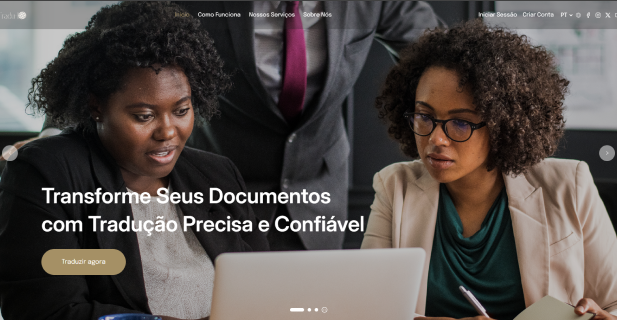 Início
Como Funciona
Nossos Serviços
Sobre Nós
Iniciar Sessão
Criar Conta
PT
Transforme Seus Documentos
com Tradução Precisa e Confiável
Traduzir agora